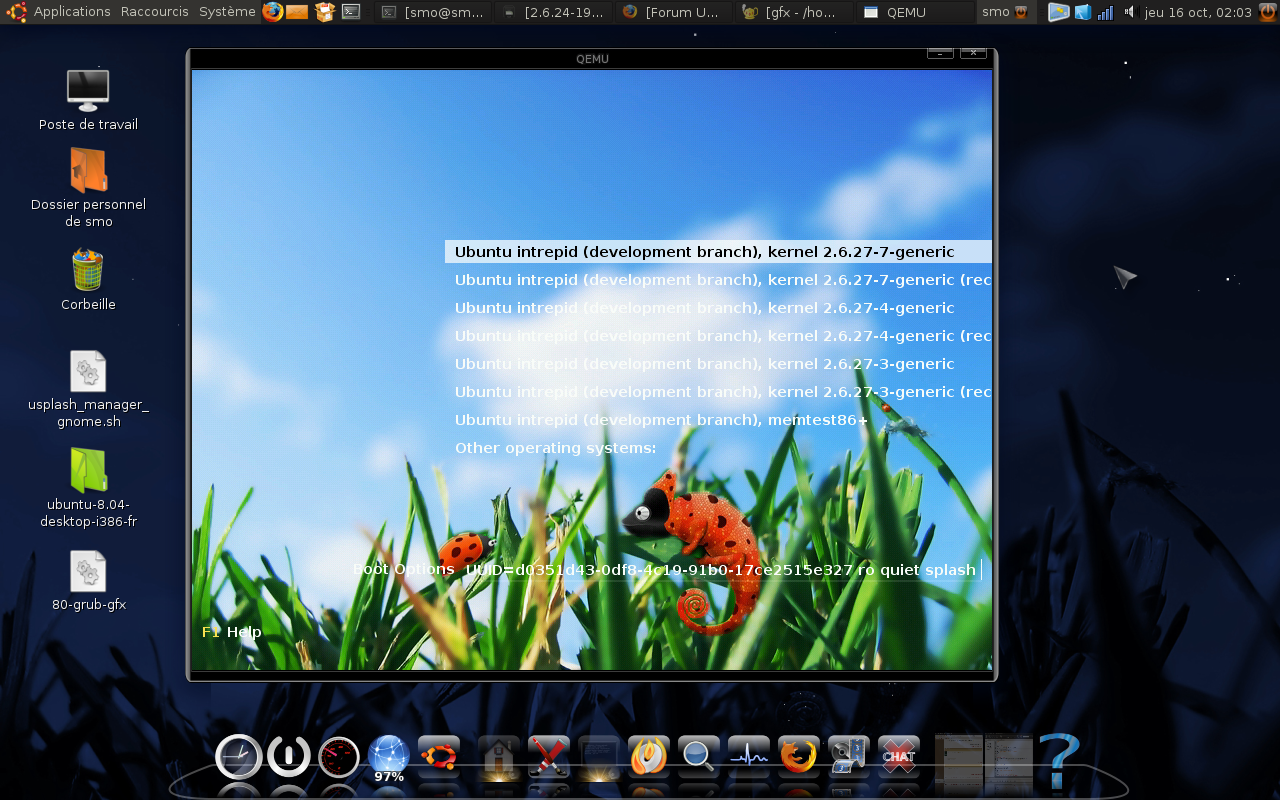 Applications Raccourcis Système [smo@sm... [2.6.24-19... [Forum U... [gfx - /ho... QEMU smo jeu 16 oct, 02:03
QEMU
Poste de travail
Dossier personnel
de smo
Corbeille
usplash_manager_
gnome.sh
ubuntu-8.04-
desktop-i386-fr
80-grub-gfx
Ubuntu intrepid (development branch), kernel 2.6.27-7-generic
Ubuntu intrepid (development branch), kernel 2.6.27-7-generic (rec
Ubuntu intrepid (development branch), kernel 2.6.27-4-generic
Ubuntu intrepid (development branch), kernel 2.6.27-4-generic (rec
Ubuntu intrepid (development branch), kernel 2.6.27-3-generic
Ubuntu intrepid (development branch), kernel 2.6.27-3-generic (rec
Ubuntu intrepid (development branch), memtest86+
Other operating systems:
Boot Options UUID=d0351d43-0df8-4c19-91b0-17ce2515e327 ro quiet splash
F1 Help
97%
CHAT
?